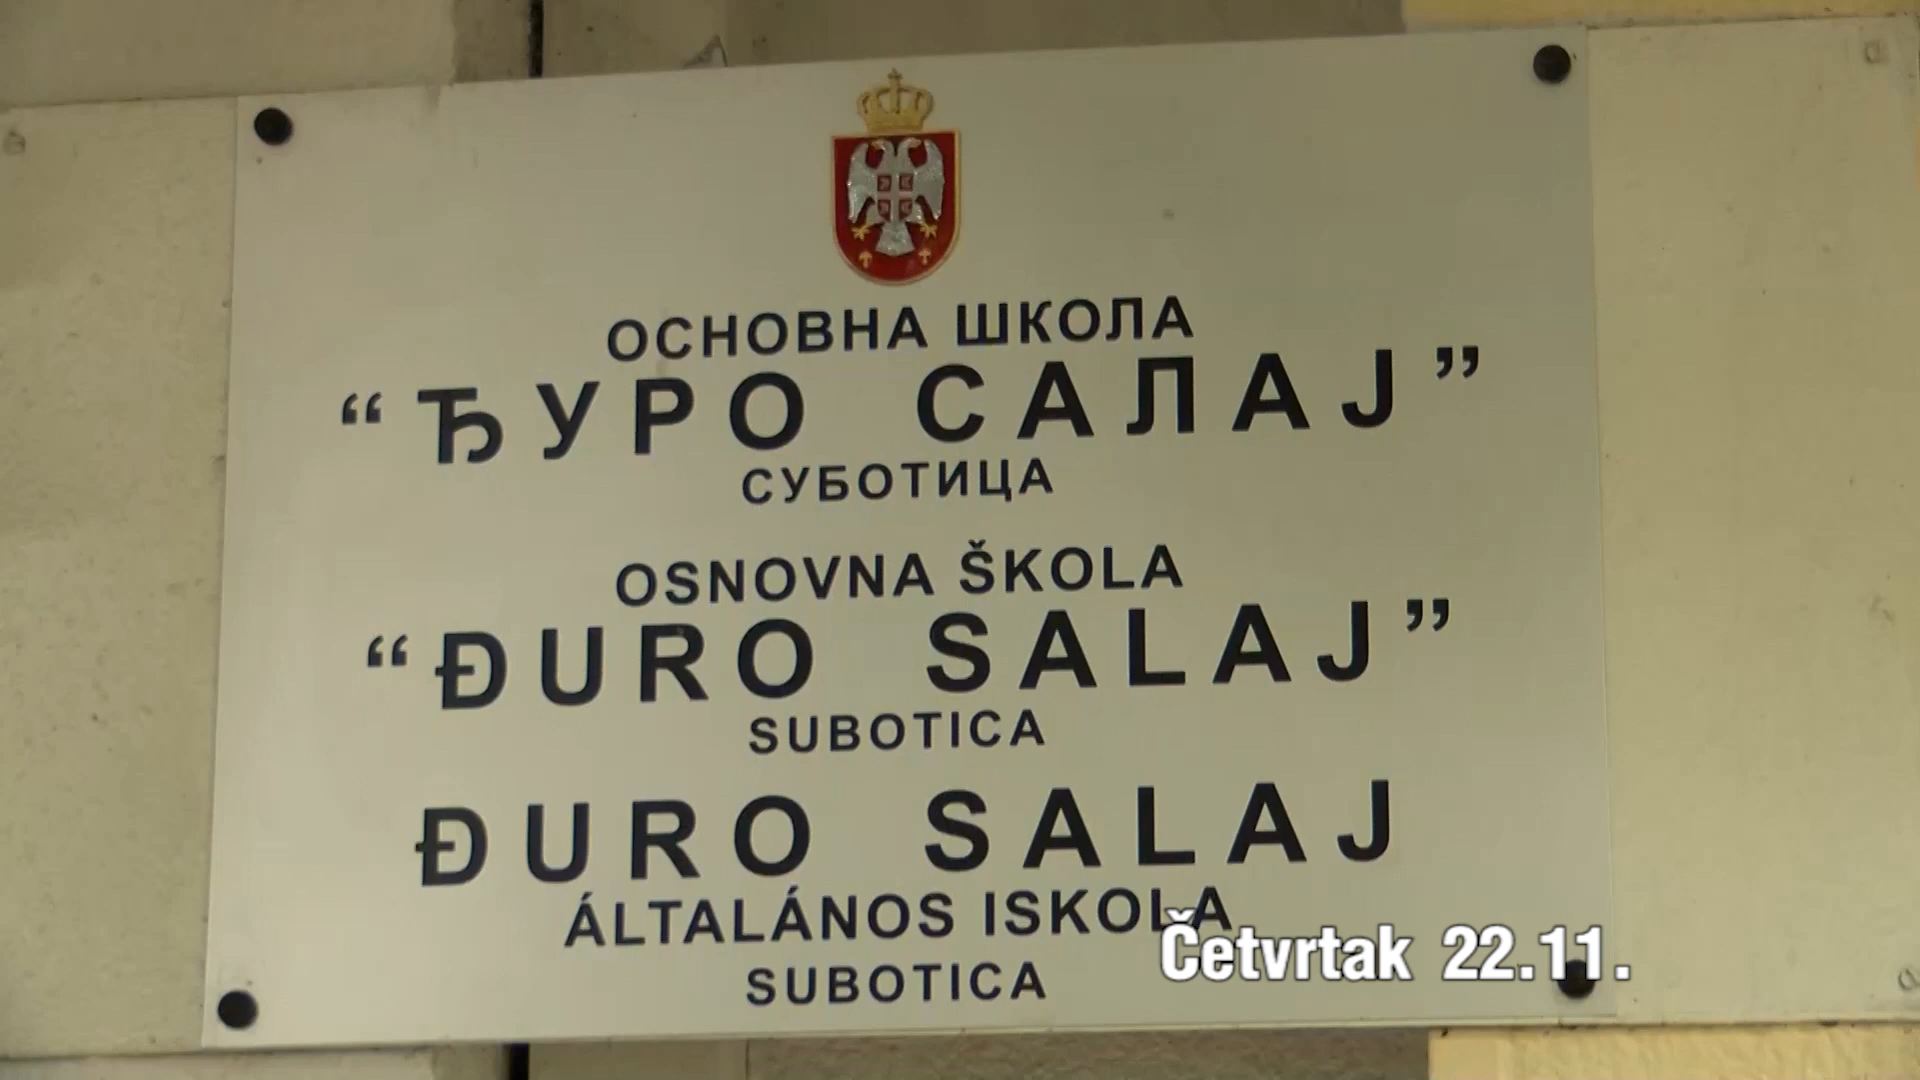 ОСНОВНА ШКОЛА
“ЂУРО САЛАЈ”
СУБОТИЦА
OSNOVNA ŠKOLA
“ĐURO SALAJ”
SUBOTICA
ĐURO SALAJ
ÁLTALÁNOS ISKOLA
SUBOTICA
Četvrtak 22.11.